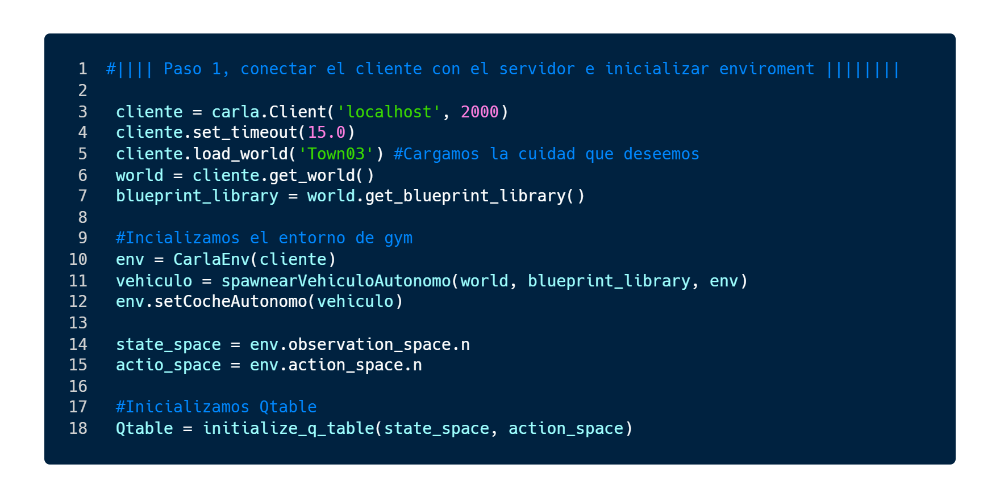 1 #|||| Paso 1, conectar el cliente con el servidor e inicializar enviroment ||||||||
2
3 cliente = carla.Client('localhost', 2000)
4 cliente.set_timeout(15.0)
5 cliente.load_world('Town03') #Cargamos la cuidad que deseemos
6 world = cliente.get_world()
7 blueprint_library = world.get_blueprint_library()
8
9 #Incializamos el entorno de gym
10 env = CarlaEnv(cliente)
11 vehiculo = spawnearVehiculoAutonomo(world, blueprint_library, env)
12 env.setCocheAutonomo(vehiculo)
13
14 state_space = env.observation_space.n
15 actio_space = env.action_space.n
16
17 #Inicializamos Qtable
18 Qtable = initialize_q_table(state_space, action_space)